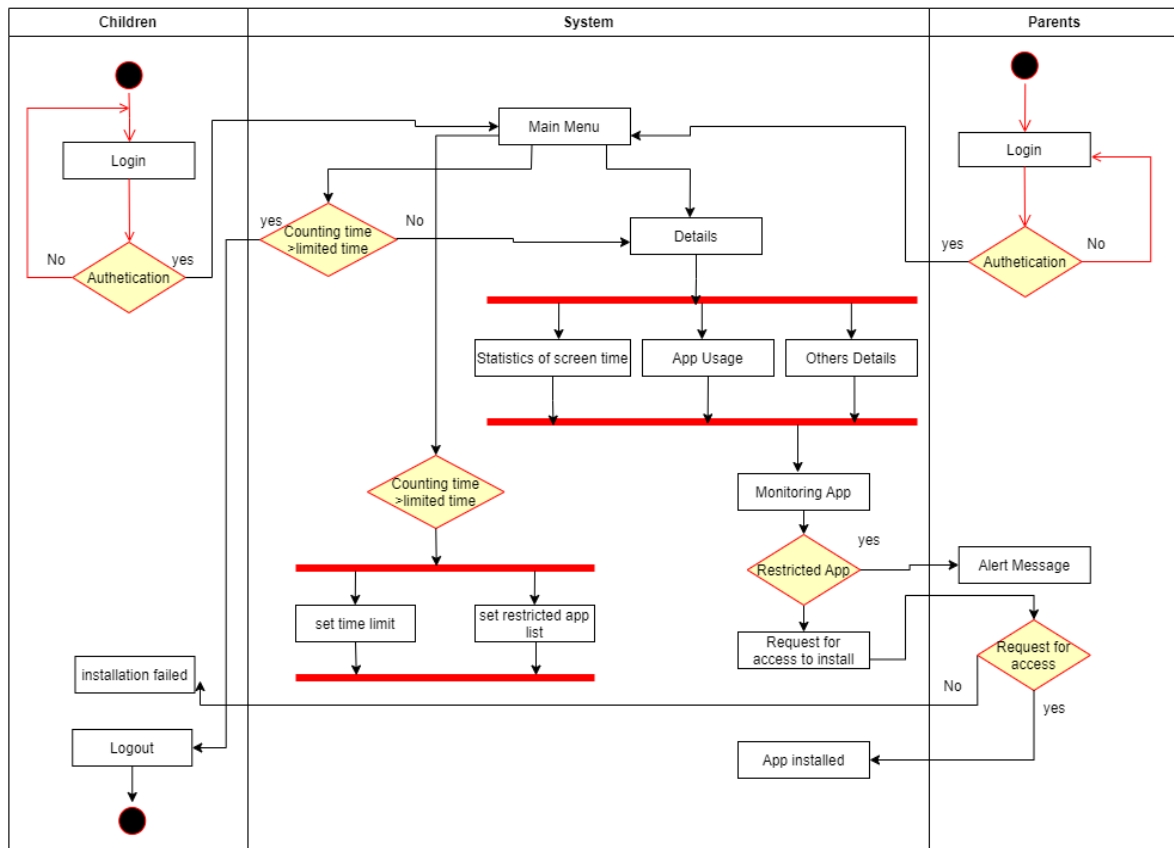 Children
System
Parents
Main Menu
Login
Login
yes
Counting time
>limited time
No
Details
yes
No
No
Authetication
yes
Authetication
Statistics of screen time
App Usage
Others Details
Counting time
>limited time
Monitoring App
yes
Restricted App
Alert Message
set time limit
set restricted app
list
Request for
access to install
Request for
access
installation failed
No
yes
Logout
App installed